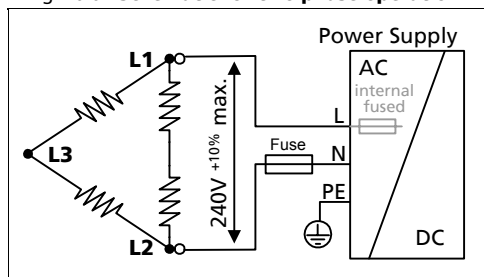 Power Supply
L1
AC
internal
fused
L
Fuse
N
L3
240V +10% max.
PE
L2
DC